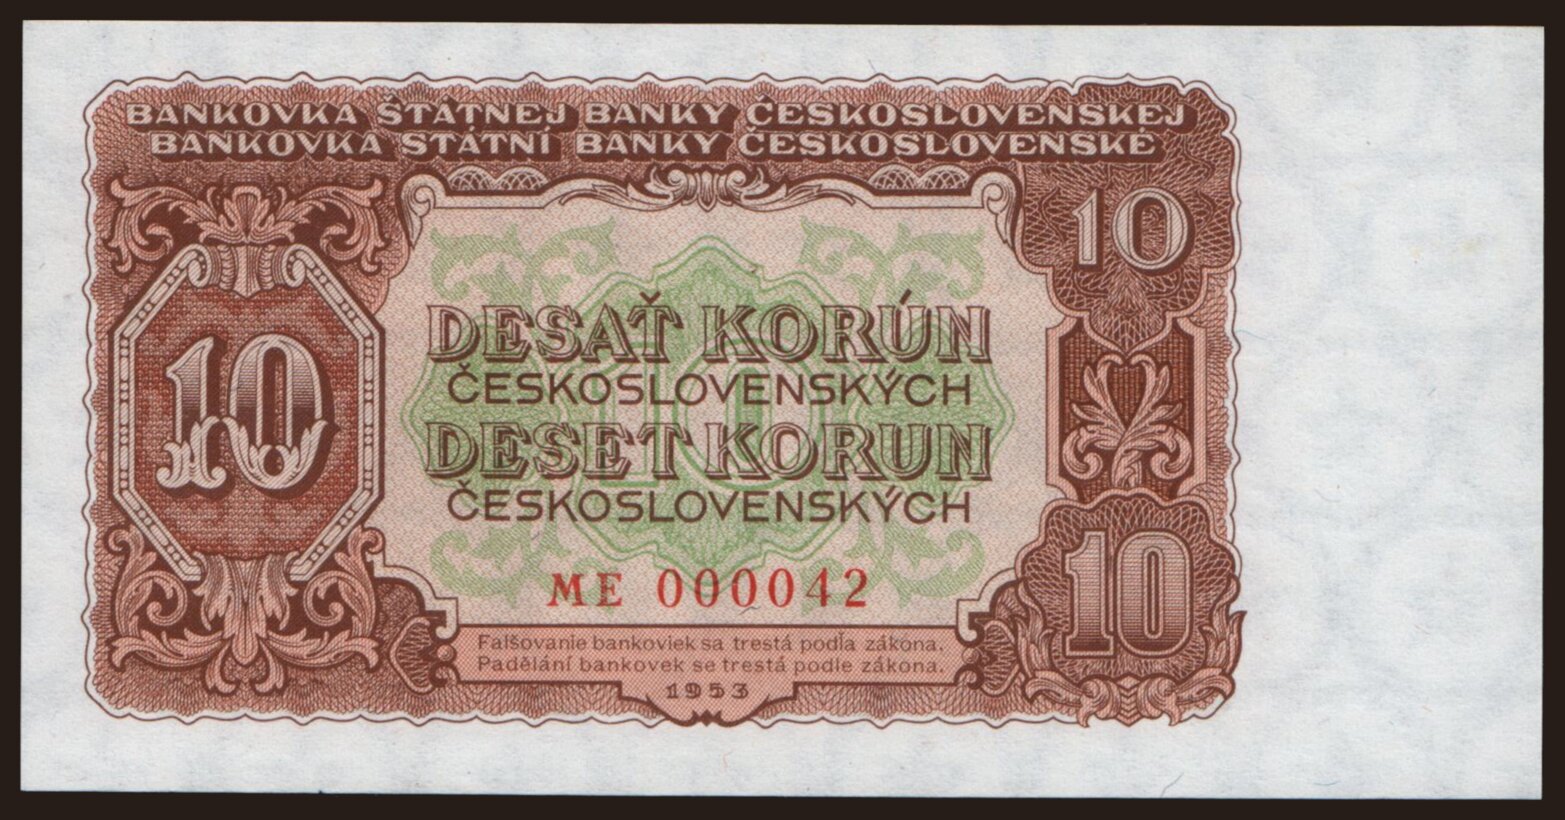 BANKOVKA ŠTÁTNEJ BANKY ČESKOSLOVENSKEJ
BANKOVKA STÁTNÍ BANKY ČESKOSLOVENSKÉ
10
10
10
DESAŤ KORÚN
ČESKOSLOVENSKÝCH
DESET KORUN
ČESKOSLOVENSKÝCH
ME 000042
10
Falšovanie bankoviek sa trestá podľa zákona.
Padělání bankovek se trestá podle zákona.
1953